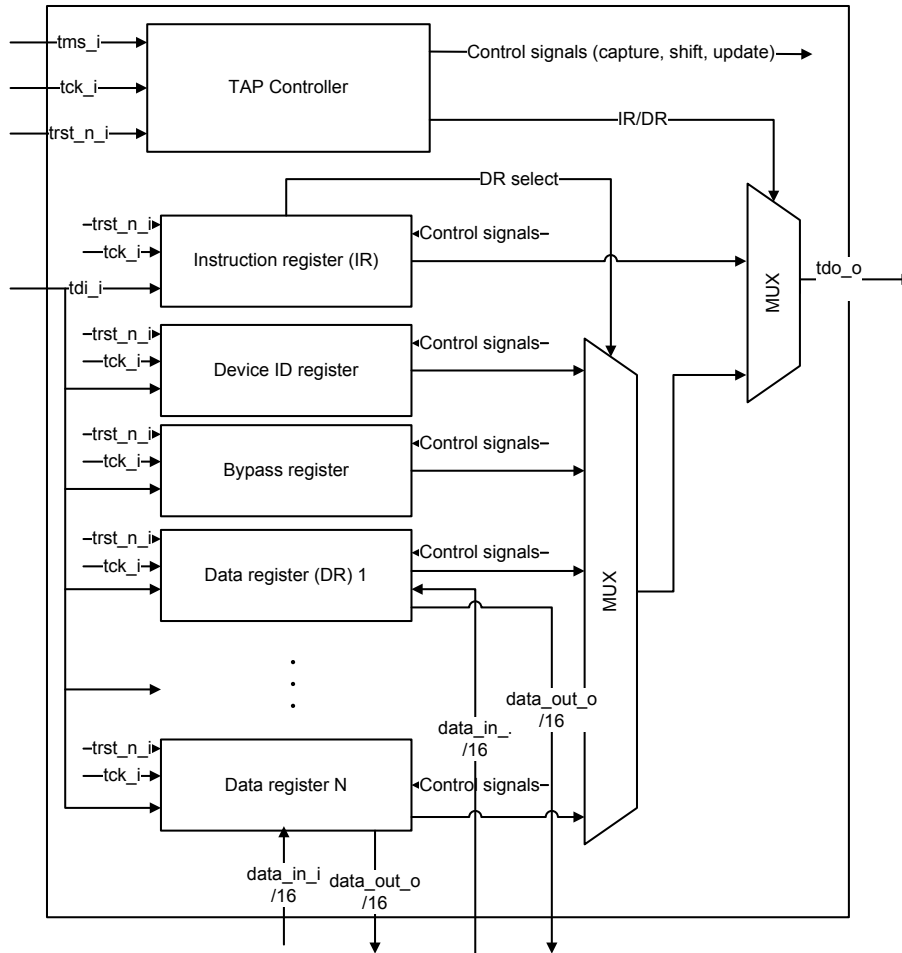 tms_i
Control signals (capture, shift, update)
tck_i
TAP Controller
trst_n_i
IR/DR
DR select
trst_n_i
Control signals
tck_i
Instruction register (IR)
tdi_i
MUX
tdo_o
trst_n_i
Control signals
tck_i
Device ID register
trst_n_i
Control signals
tck_i
Bypass register
trst_n_i
Control signals
tck_i
Data register (DR) 1
MUX
data_out_o
/16
data_in_.
/16
trst_n_i
tck_i
Data register N
Control signals
data_in_i
/16
data_out_o
/16